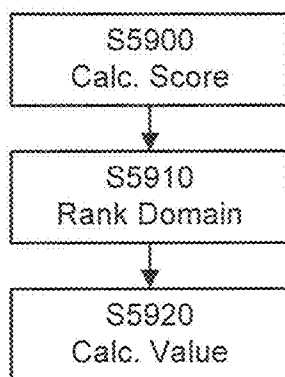 S5900
Calc. Score
S5910
Rank Domain
S5920
Calc. Value